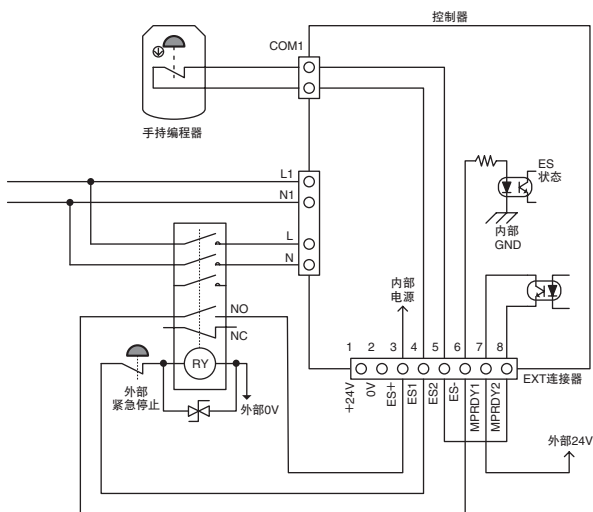 控制器
COM1
手持编程器
L1
N1
L
N
ES
状态
内部
GND
内部
电源
NO
NC
RY
外部
紧急停止
外部0V
1 2 3 4 5 6 7 8
EXT连接器
+24V
0V
ES+
ES1
ES2
ES-
MPRDY1
MPRDY2
外部24V